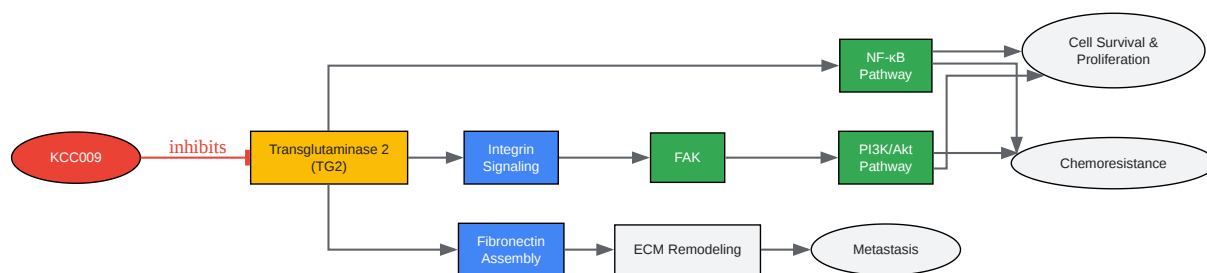 NF-κB
Pathway
Cell Survival &
Proliferation
KCC009
inhibits
Transglutaminase 2
(TG2)
Integrin
Signaling
FAK
PI3K/Akt
Pathway
Chemoresistance
Fibronectin
Assembly
ECM Remodeling
Metastasis